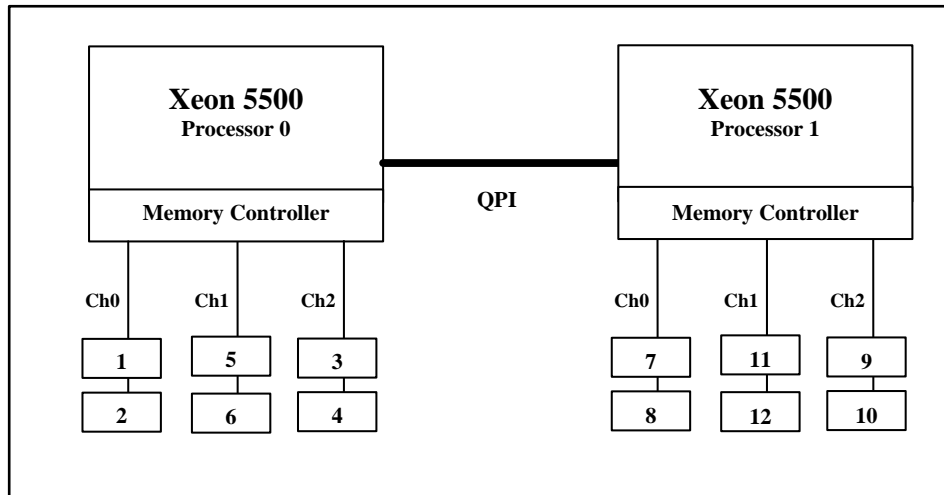 Xeon 5500
Processor 0
Xeon 5500
Processor 1
QPI
Memory Controller
Memory Controller
Ch0
Ch1
Ch2
Ch0
Ch1
Ch2
1
5
3
7
11
9
2
6
4
8
12
10